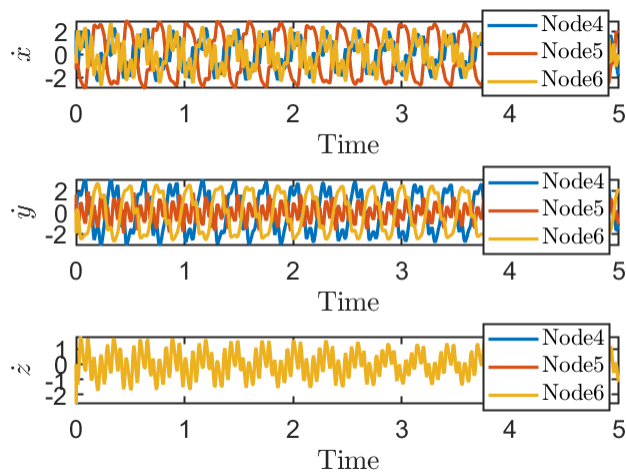 2
0
-2
ẋ
Node4
Node5
Node6
0 1 2 3 4 5
Time
2
0
-2
ẏ
Node4
Node5
Node6
0 1 2 3 4 5
Time
1
0
-1
-2
ż
Node4
Node5
Node6
0 1 2 3 4 5
Time